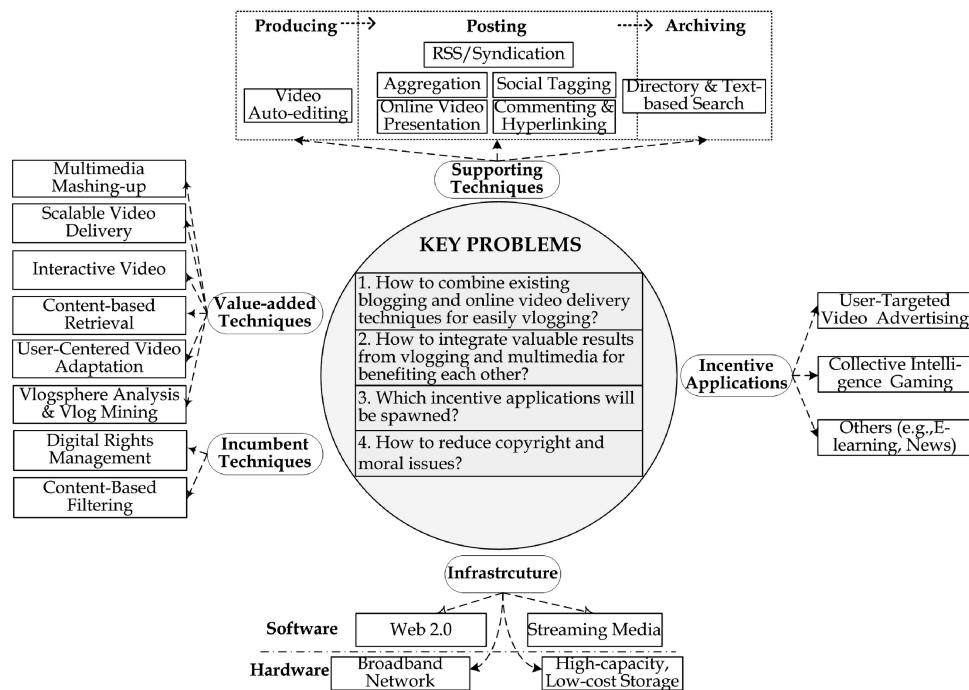 Producing
Posting
Archiving
RSS/Syndication
Video
Auto-editing
Aggregation
Social Tagging
Online Video
Presentation
Commenting &
Hyperlinking
Directory & Text-
based Search
Supporting
Techniques
Multimedia
Mashing-up
Scalable Video
Delivery
Interactive Video
Content-based
Retrieval
User-Centered Video
Adaptation
Vlogsphere Analysis
& Vlog Mining
Digital Rights
Management
Content-Based
Filtering
Value-added
Techniques
Incumbent
Techniques
KEY PROBLEMS
1. How to combine existing
blogging and online video delivery
techniques for easily vlogging?
2. How to integrate valuable results
from vlogging and multimedia for
benefiting each other?
3. Which incentive applications will
be spawned?
4. How to reduce copyright and
moral issues?
Incentive
Applications
User-Targeted
Video Advertising
Collective Intelli-
gence Gaming
Others (e.g.,E-
learning, News)
Infrastrcuture
Software
Web 2.0
Streaming Media
Hardware
Broadband
Network
High-capacity,
Low-cost Storage